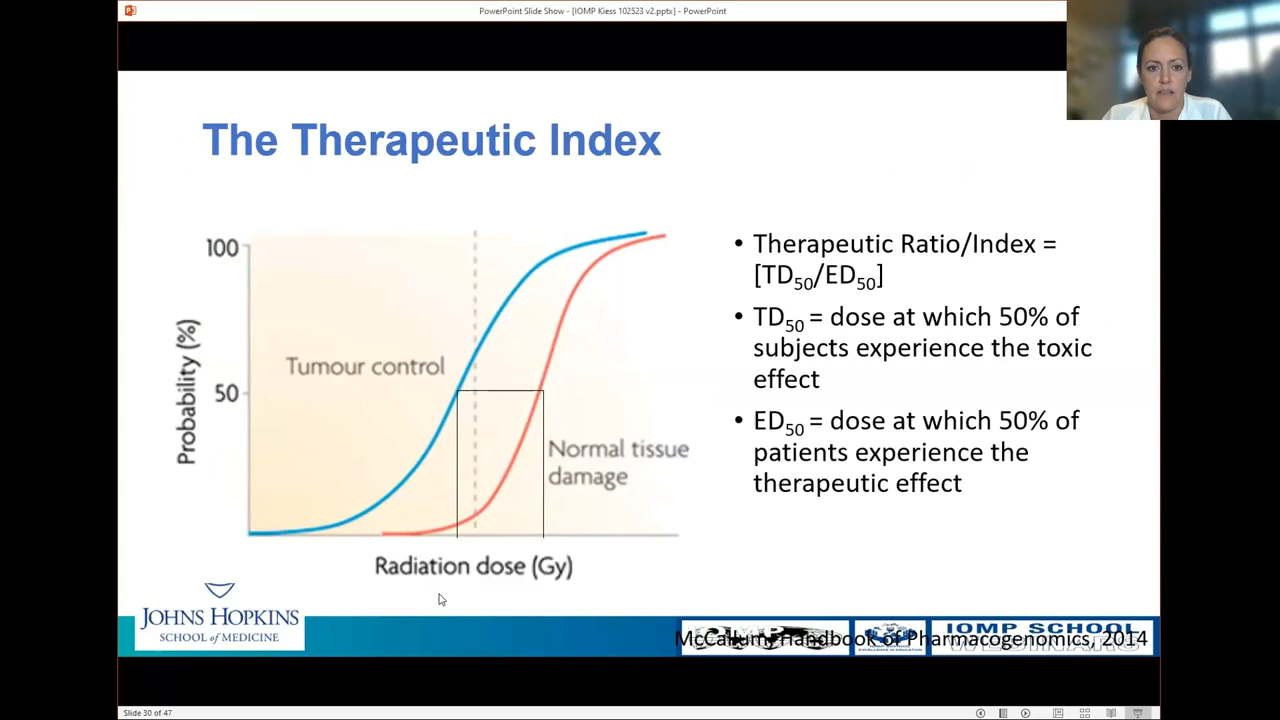 PowerPoint Slide Show - [IOMP Kiess 102523 v2.pptx] - PowerPoint
The Therapeutic Index
100
50
Probability (%)
Tumour control
Normal tissue
damage
Radiation dose (Gy)
• Therapeutic Ratio/Index =
[TD50/ED50]
• TD50 = dose at which 50% of
subjects experience the toxic
effect
• ED50 = dose at which 50% of
patients experience the
therapeutic effect
JOHNS HOPKINS
SCHOOL of MEDICINE
IOMP
IOMP SCHOOL
WEBINARS
McCallum, Handbook of Pharmacogenomics, 2014
Slide 30 of 47